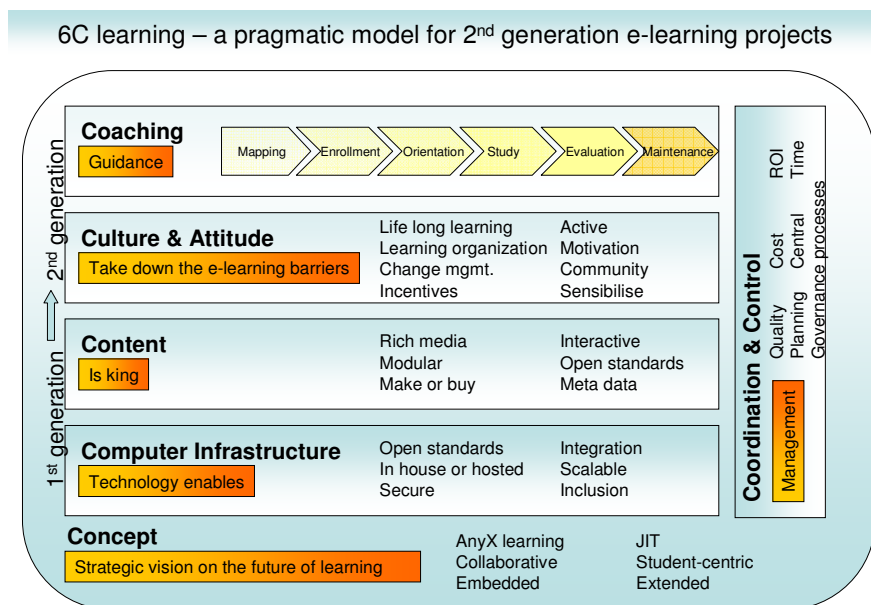 6C learning – a pragmatic model for 2nd generation e-learning projects
1st generation
2nd generation
Coaching
Guidance
Mapping
Enrollment
Orientation
Study
Evaluation
Maintenance
Culture & Attitude
Take down the e-learning barriers
Life long learning
Learning organization
Change mgmt.
Incentives
Active
Motivation
Community
Sensibilise
Content
Is king
Rich media
Modular
Make or buy
Interactive
Open standards
Meta data
Computer Infrastructure
Technology enables
Open standards
In house or hosted
Secure
Integration
Scalable
Inclusion
Concept
Strategic vision on the future of learning
AnyX learning
Collaborative
Embedded
JIT
Student-centric
Extended
Coordination & Control
Management
Quality Cost ROI
Planning Central Time
Governance processes